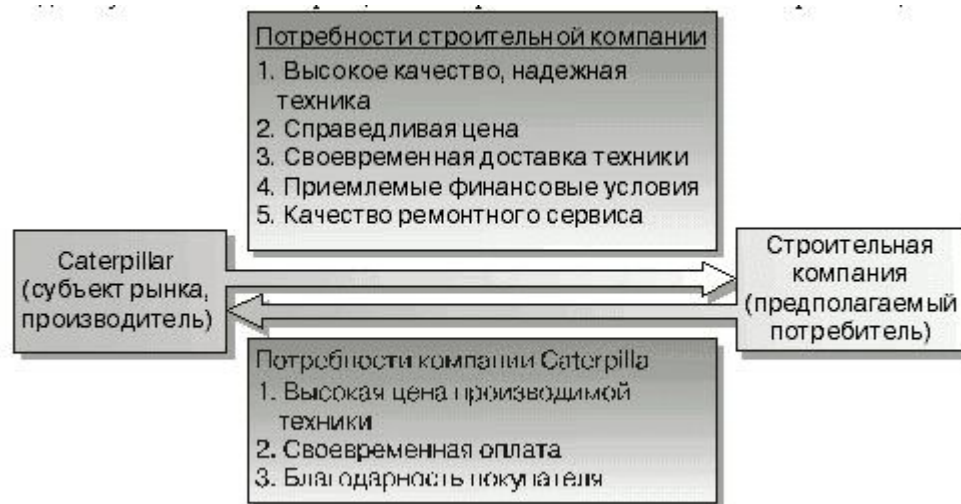 Потребности строительной компании
1. Высокое качество, надежная
техника
2. Справедливая цена
3. Своевременная доставка техники
4. Приемлемые финансовые условия
5. Качество ремонтного сервиса
Caterpillar
(субъект рынка,
производитель)
Строительная
компания
(предполагаемый
потребитель)
Потребности компании Caterpilla
1. Высокая цена производимой
техники
2. Своевременная оплата
3. Благодарность покупателя